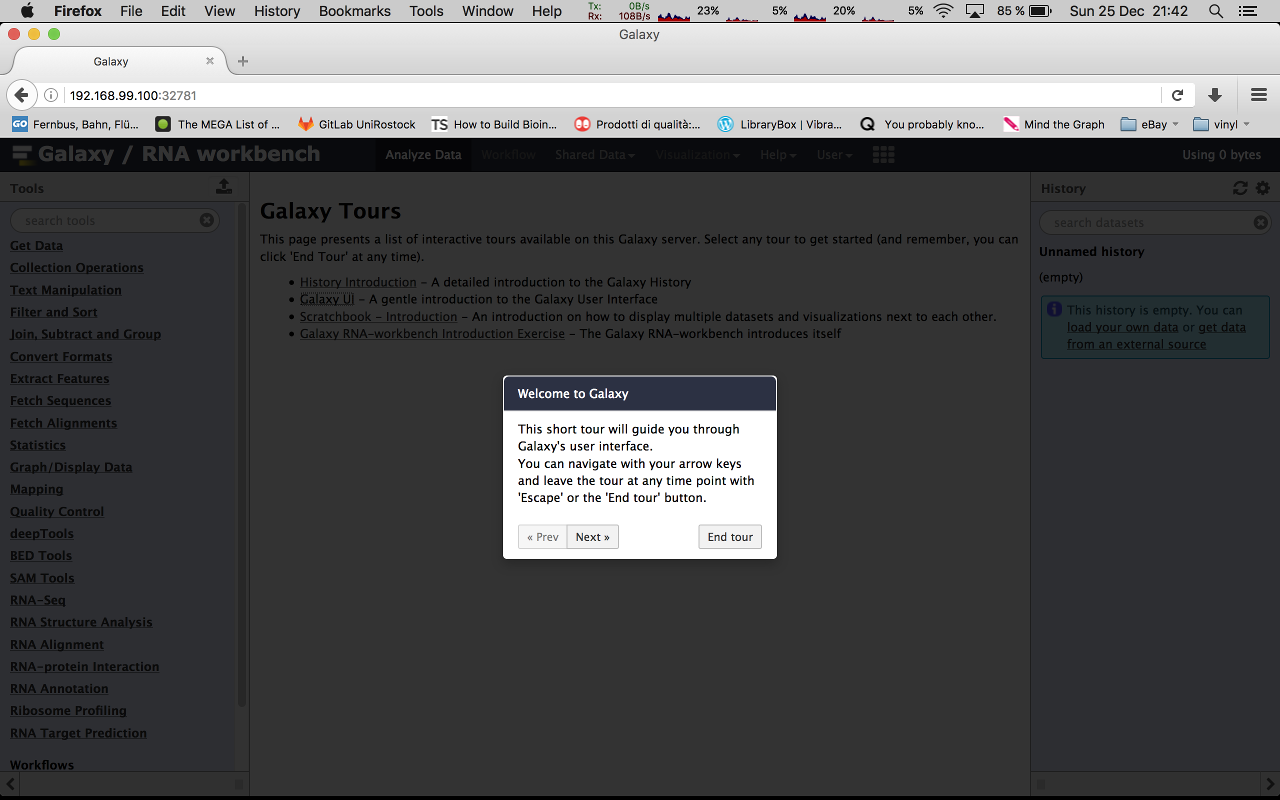 Firefox File Edit View History Bookmarks Tools Window Help Tx: 0B/s Rx: 108B/s 23% 5% 20% 5% 85 % Sun 25 Dec 21:42
Galaxy
Galaxy
192.168.99.100:32781
GO Fernbus, Bahn, Flü... The MEGA List of ... GitLab UniRostock TS How to Build Bioin... Prodotti di qualità:... LibraryBox | Vibra... Q You probably kno... Mind the Graph eBay vinyl
Galaxy / RNA workbench Analyze Data Workflow Shared Data Visualization Help User Using 0 bytes
Tools
search tools
Get Data
Collection Operations
Text Manipulation
Filter and Sort
Join, Subtract and Group
Convert Formats
Extract Features
Fetch Sequences
Fetch Alignments
Statistics
Graph/Display Data
Mapping
Quality Control
deepTools
BED Tools
SAM Tools
RNA-Seq
RNA Structure Analysis
RNA Alignment
RNA-protein Interaction
RNA Annotation
Ribosome Profiling
RNA Target Prediction
Workflows
Galaxy Tours
This page presents a list of interactive tours available on this Galaxy server. Select any tour to get started (and remember, you can
click 'End Tour' at any time).
• History Introduction – A detailed introduction to the Galaxy History
• Galaxy UI – A gentle introduction to the Galaxy User Interface
• Scratchbook – Introduction – An introduction on how to display multiple datasets and visualizations next to each other.
• Galaxy RNA-workbench Introduction Exercise – The Galaxy RNA-workbench introduces itself
Welcome to Galaxy
This short tour will guide you through
Galaxy's user interface.
You can navigate with your arrow keys
and leave the tour at any time point with
'Escape' or the 'End tour' button.
« Prev Next » End tour
History
search datasets
Unnamed history
(empty)
This history is empty. You can
load your own data or get data
from an external source